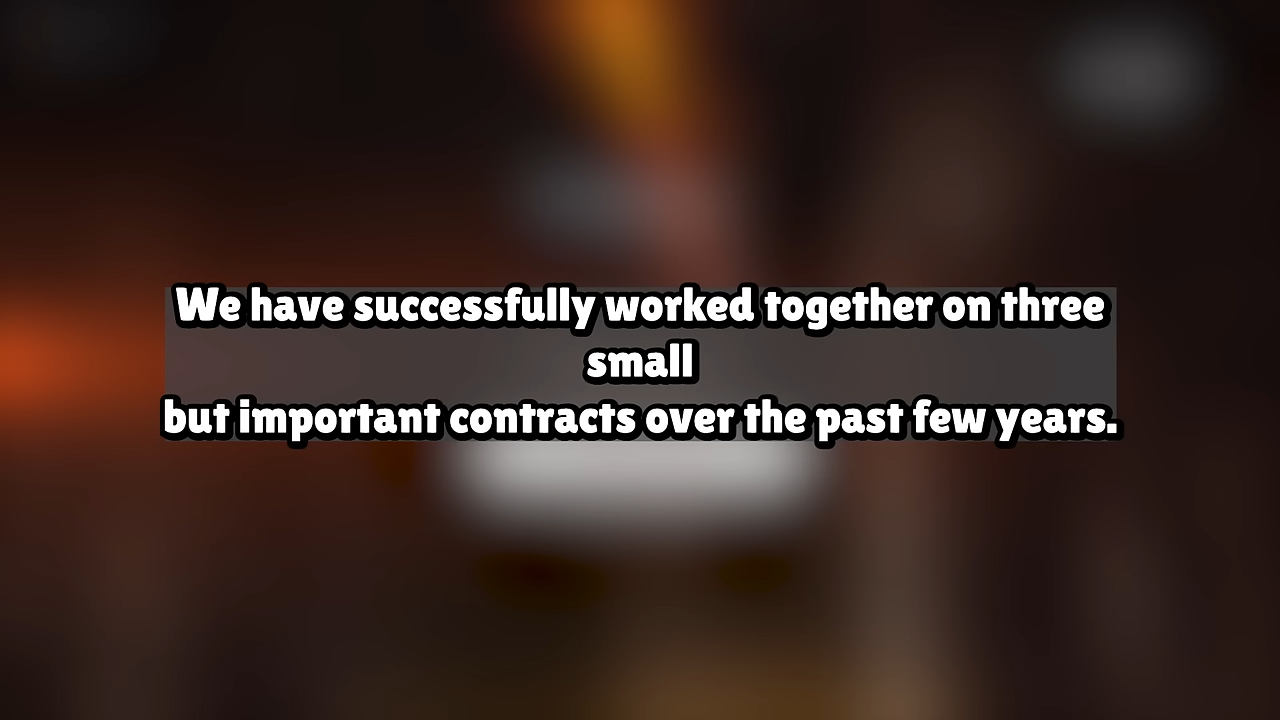 We have successfully worked together on three
small
but important contracts over the past few years.